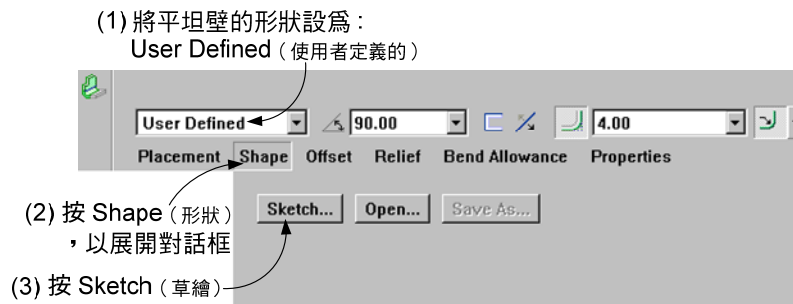 (1) 將平坦壁的形狀設爲：
User Defined（使用者定義的）
User Defined 90.00 4.00
Placement Shape Offset Relief Bend Allowance Properties
(2) 按 Shape（形狀）
，以展開對話框
Sketch... Open... Save As...
(3) 按 Sketch（草繪）